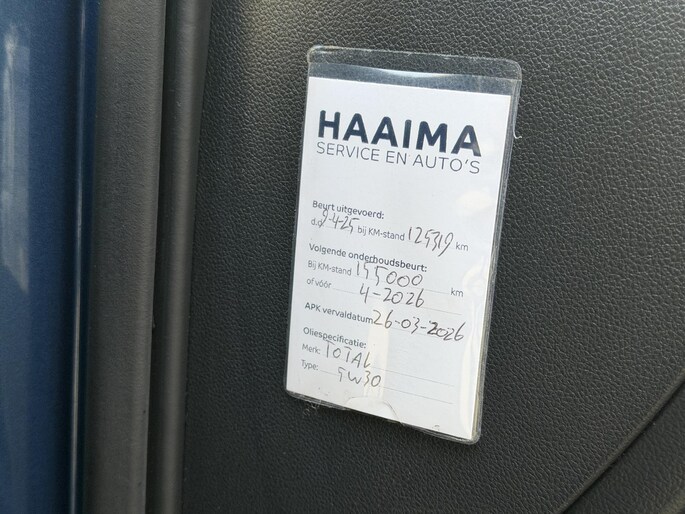 HAAIMA
SERVICE EN AUTO'S
Beurt uitgevoerd:
d.d. 9-4-25 bij KM-stand 125319 km
Volgende onderhoudsbeurt:
Bij KM-stand 155000 km
of vóór 4-2026
APK vervaldatum 26-03-2026
Oliespecificatie:
Merk: TOTAL
Type: 5W30